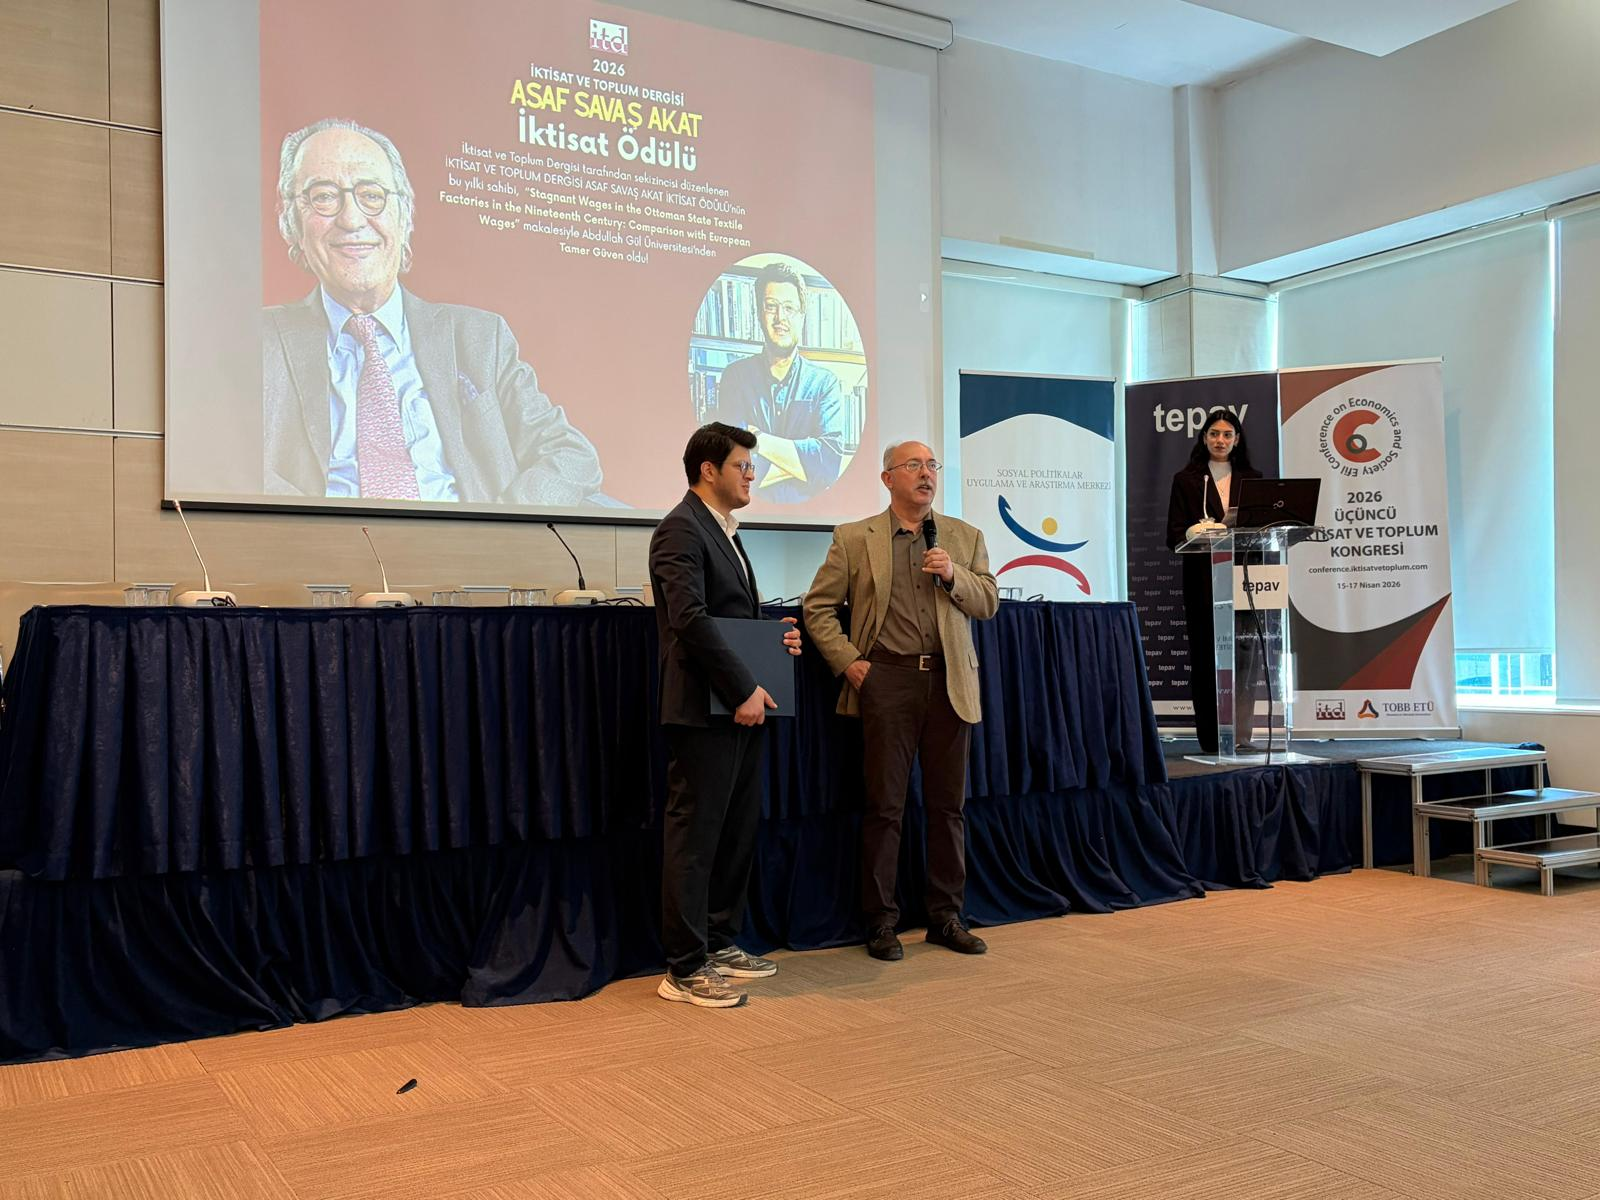 itd
2026
İKTİSAT VE TOPLUM DERGİSİ
ASAF SAVAŞ AKAT
İktisat Ödülü
İktisat ve Toplum Dergisi tarafından sekizincisi düzenlenen
İKTİSAT VE TOPLUM DERGİSİ ASAF SAVAŞ AKAT İKTİSAT ÖDÜLÜ'nün
bu yılki sahibi, "Stagnant Wages in the Ottoman State Textile
Factories in the Nineteenth Century: Comparison with European
Wages" makalesiyle Abdullah Gül Üniversitesi'nden
Tamer Güven oldu!
SOSYAL POLİTİKALAR
UYGULAMA VE ARAŞTIRMA MERKEZİ
tepav
tepav
tepav
Conference on Economics and Society Efil
2026
ÜÇÜNCÜ
VE TOPLUM
KONGRESİ
conference.iktisatvetoplum.com
15-17 Nisan 2026
itd
TOBB ETÜ